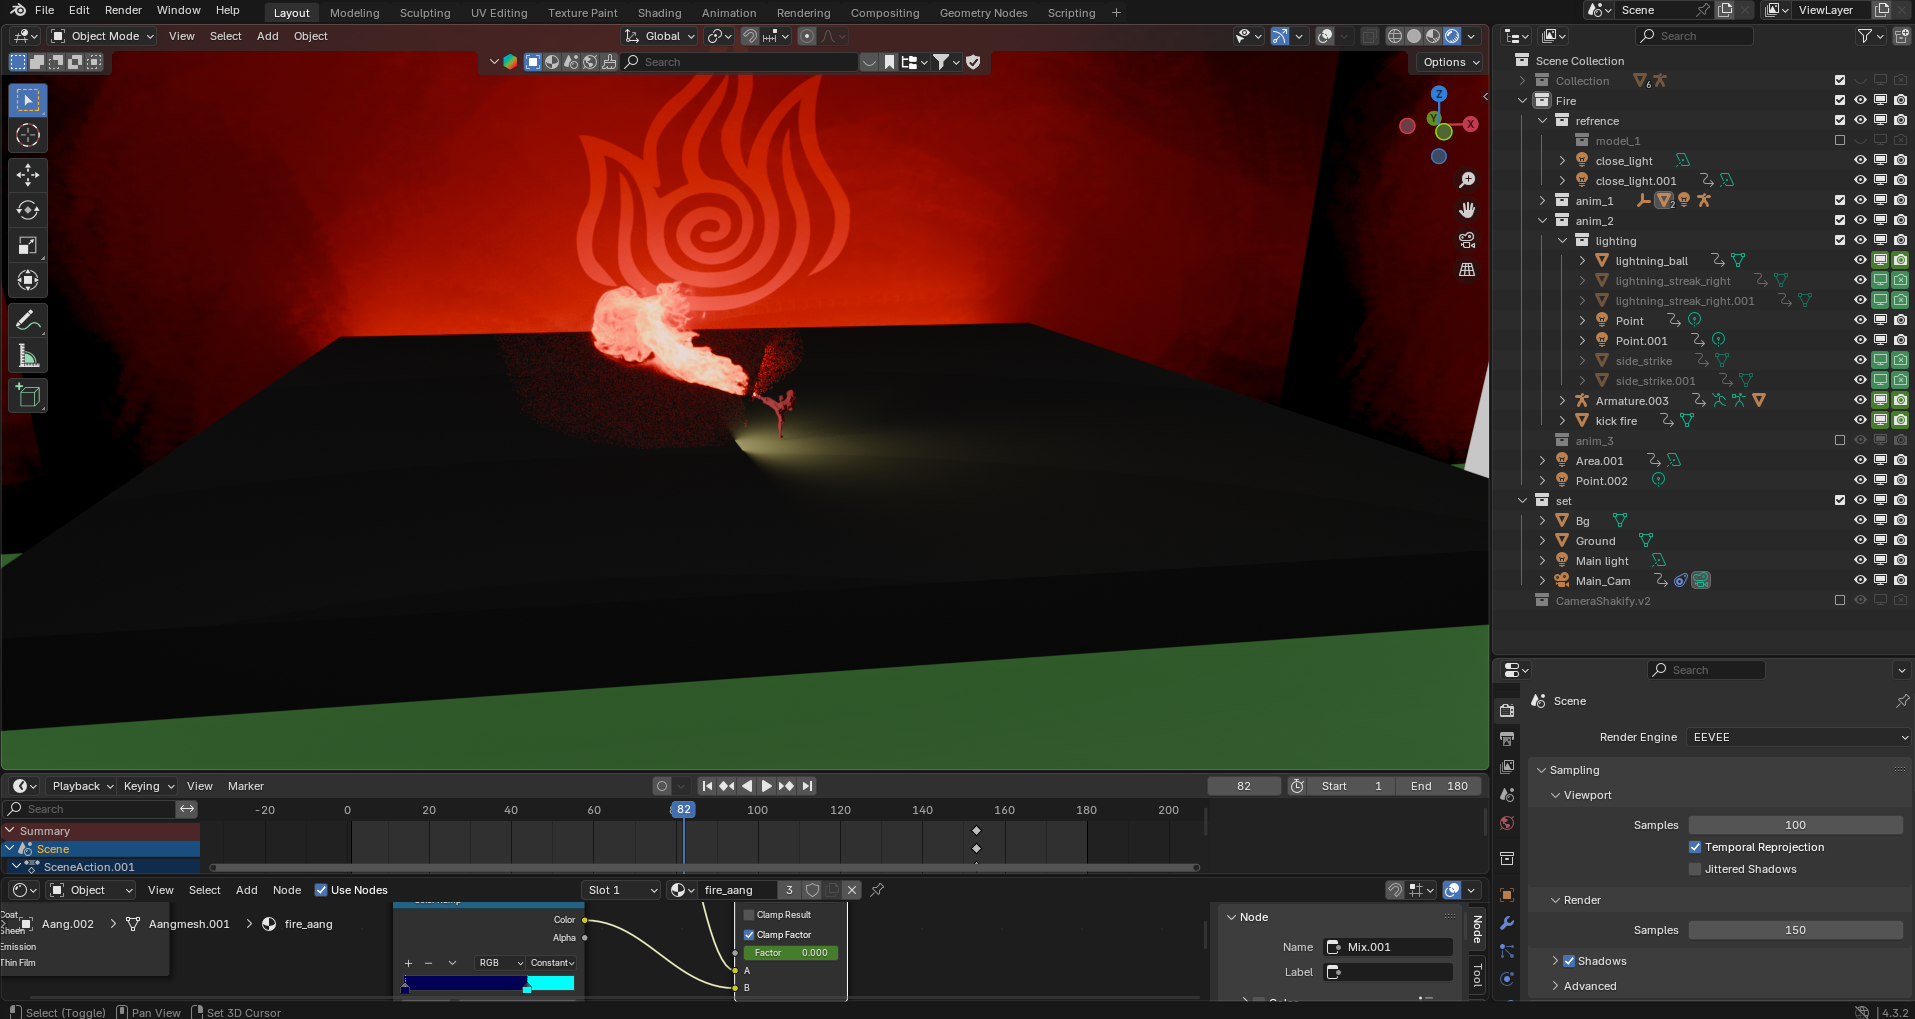 File Edit Render Window Help Layout Modeling Sculpting UV Editing Texture Paint Shading Animation Rendering Compositing Geometry Nodes Scripting + Scene ViewLayer
Object Mode View Select Add Object Global Search
Search Options
Scene Collection
Collection 6
Fire
refrence
model_1
close_light
close_light.001
anim_1 2
anim_2
lighting
lightning_ball
lightning_streak_right
lightning_streak_right.001
Point
Point.001
side_strike
side_strike.001
Armature.003
kick fire
anim_3
Area.001
Point.002
set
Bg
Ground
Main light
Main_Cam
CameraShakify.v2
Z
Y
X
Search
Scene
Render Engine EEVEE
Sampling
Viewport
Samples 100
Temporal Reprojection
Jittered Shadows
Render
Samples 150
Shadows
Advanced
Playback Keying View Marker 82 Start 1 End 180
Search -20 0 20 40 60 82 100 120 140 160 180 200
Summary
Scene
SceneAction.001
Object View Select Add Node Use Nodes Slot 1 fire_aang 3
Aang.002 > Aangmesh.001 > fire_aang
Coat
Sheen
Emission
Thin Film
Color
Alpha
+ − RGB Constant
Clamp Result
Clamp Factor
Factor 0.000
A
B
Node
Name Mix.001
Label
Node
Tool
Select (Toggle) Pan View Set 3D Cursor 4.3.2